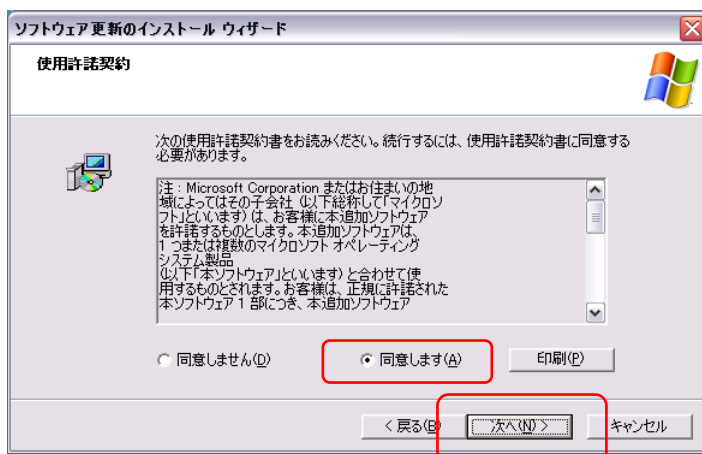 ソフトウェア更新のインストール ウィザード
使用許諾契約
次の使用許諾契約書をお読みください。続行するには、使用許諾契約書に同意する
必要があります。
注 : Microsoft Corporation またはお住まいの地
域によってはその子会社 (以下総称して「マイクロソ
フト」といいます) は、お客様に本追加ソフトウェア
を許諾するものとします。本追加ソフトウェアは、
1 つまたは複数のマイクロソフト オペレーティング
システム製品
(以下「本ソフトウェア」といいます) と合わせて使
用するものとされます。お客様は、正規に許諾された
本ソフトウェア 1 部につき、本追加ソフトウェア
同意しません(D) 同意します(A) 印刷(P)
< 戻る(B) 次へ(N) > キャンセル